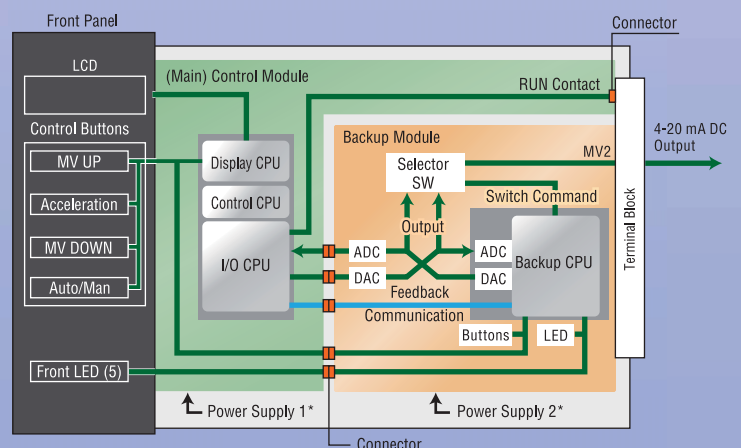 Front Panel
Connector
LCD
(Main) Control Module
RUN Contact
Control Buttons
Backup Module
MV2
4-20 mA DC
Output
MV UP
Display CPU
Selector
SW
Switch Command
Acceleration
Control CPU
Output
Terminal Block
MV DOWN
I/O CPU
ADC
ADC
Backup CPU
Auto/Man
DAC
DAC
Feedback
Communication
Buttons
LED
Front LED (5)
Power Supply 1*
Power Supply 2*
Connector